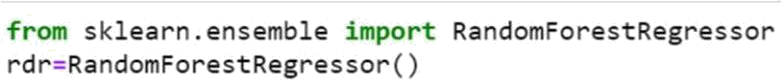 from sklearn.ensemble import RandomForestRegressor
rdr=RandomForestRegressor()